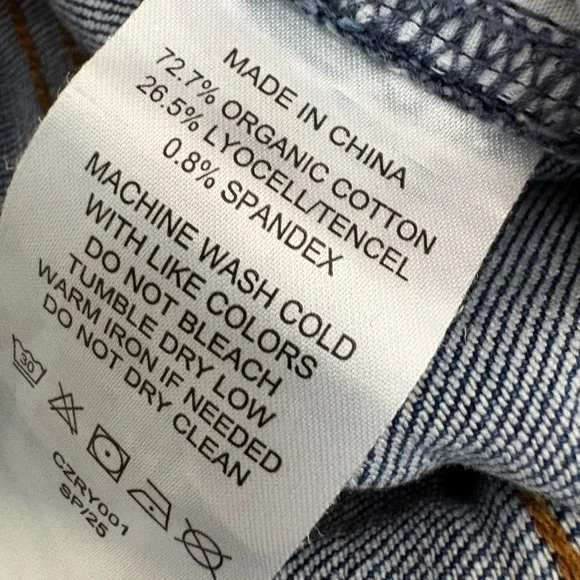 MADE IN CHINA
72.7% ORGANIC COTTON
26.5% LYOCELL/TENCEL
0.8% SPANDEX
MACHINE WASH COLD
WITH LIKE COLORS
DO NOT BLEACH
TUMBLE DRY LOW
WARM IRON IF NEEDED
DO NOT DRY CLEAN
30
CZRY001
SP/25